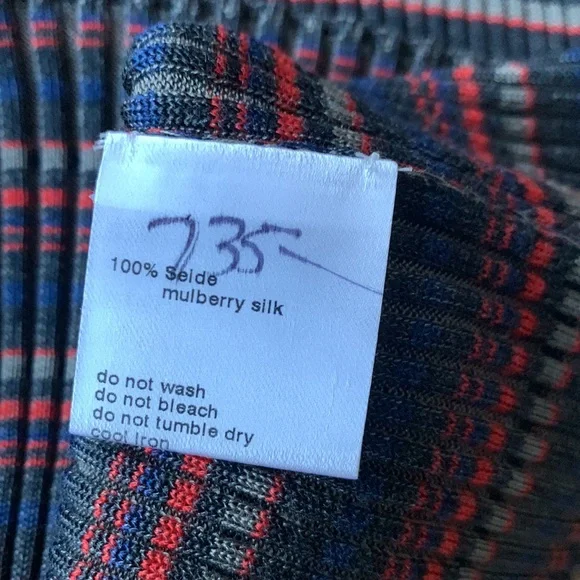 735-
100% Seide
mulberry silk
do not wash
do not bleach
do not tumble dry
cool iron